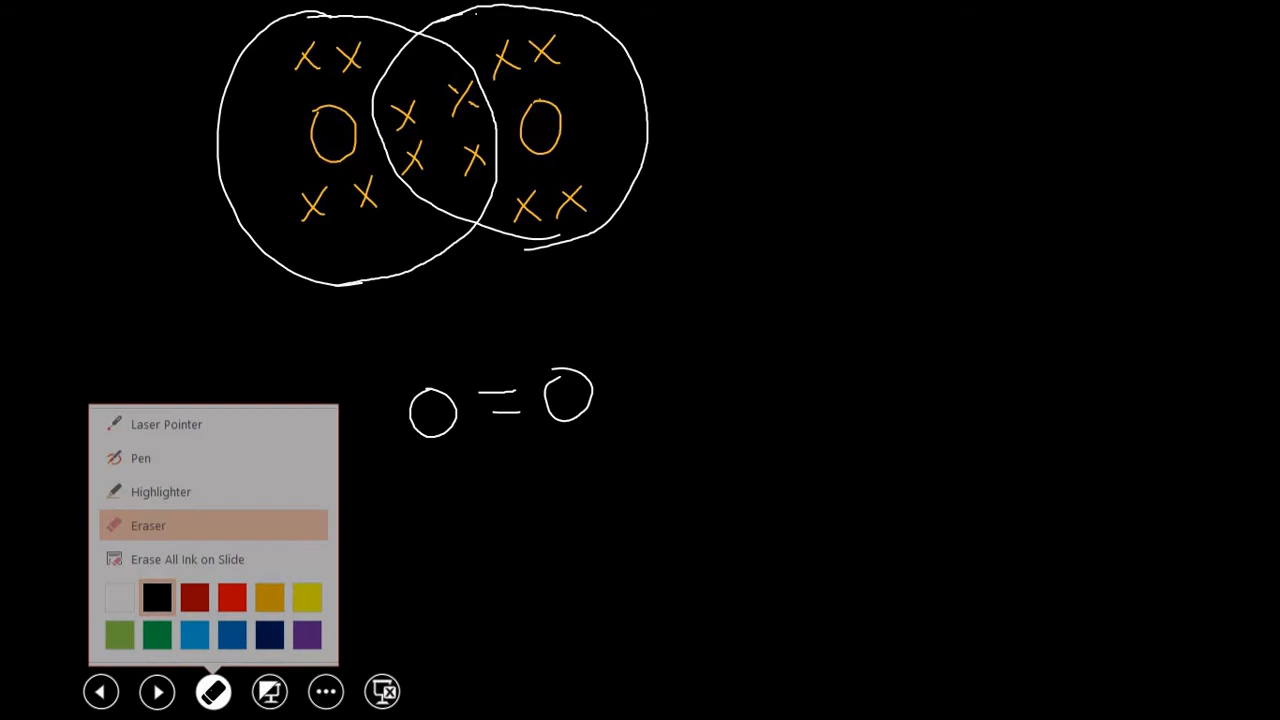 X X X X
O X X O
X X
X X X X
O = O
Laser Pointer
Pen
Highlighter
Eraser
Erase All Ink on Slide